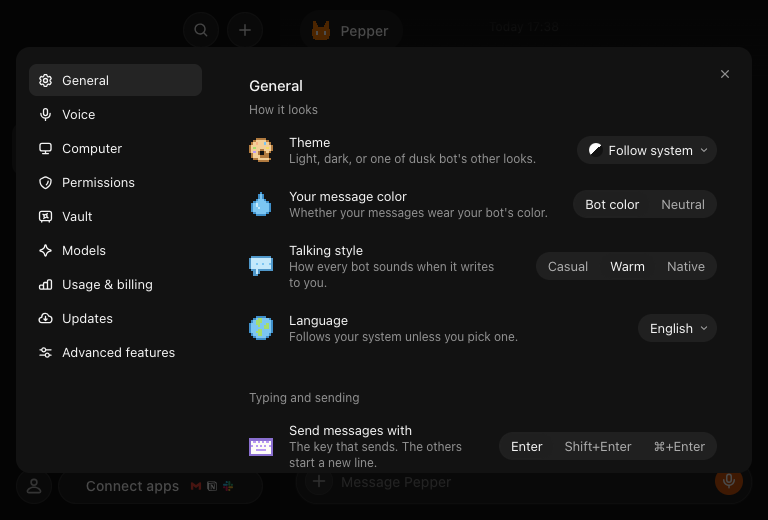 Pepper
Today 17:36
General
Voice
Computer
Permissions
Vault
Models
Usage & billing
Updates
Advanced features
General
How it looks
Theme
Light, dark, or one of dusk bot's other looks.
Follow system
Your message color
Whether your messages wear your bot's color.
Bot color
Neutral
Talking style
How every bot sounds when it writes
to you.
Casual
Warm
Native
Language
Follows your system unless you pick one.
English
Typing and sending
Send messages with
The key that sends. The others
start a new line.
Enter
Shift+Enter
⌘+Enter
Connect apps
Message Pepper